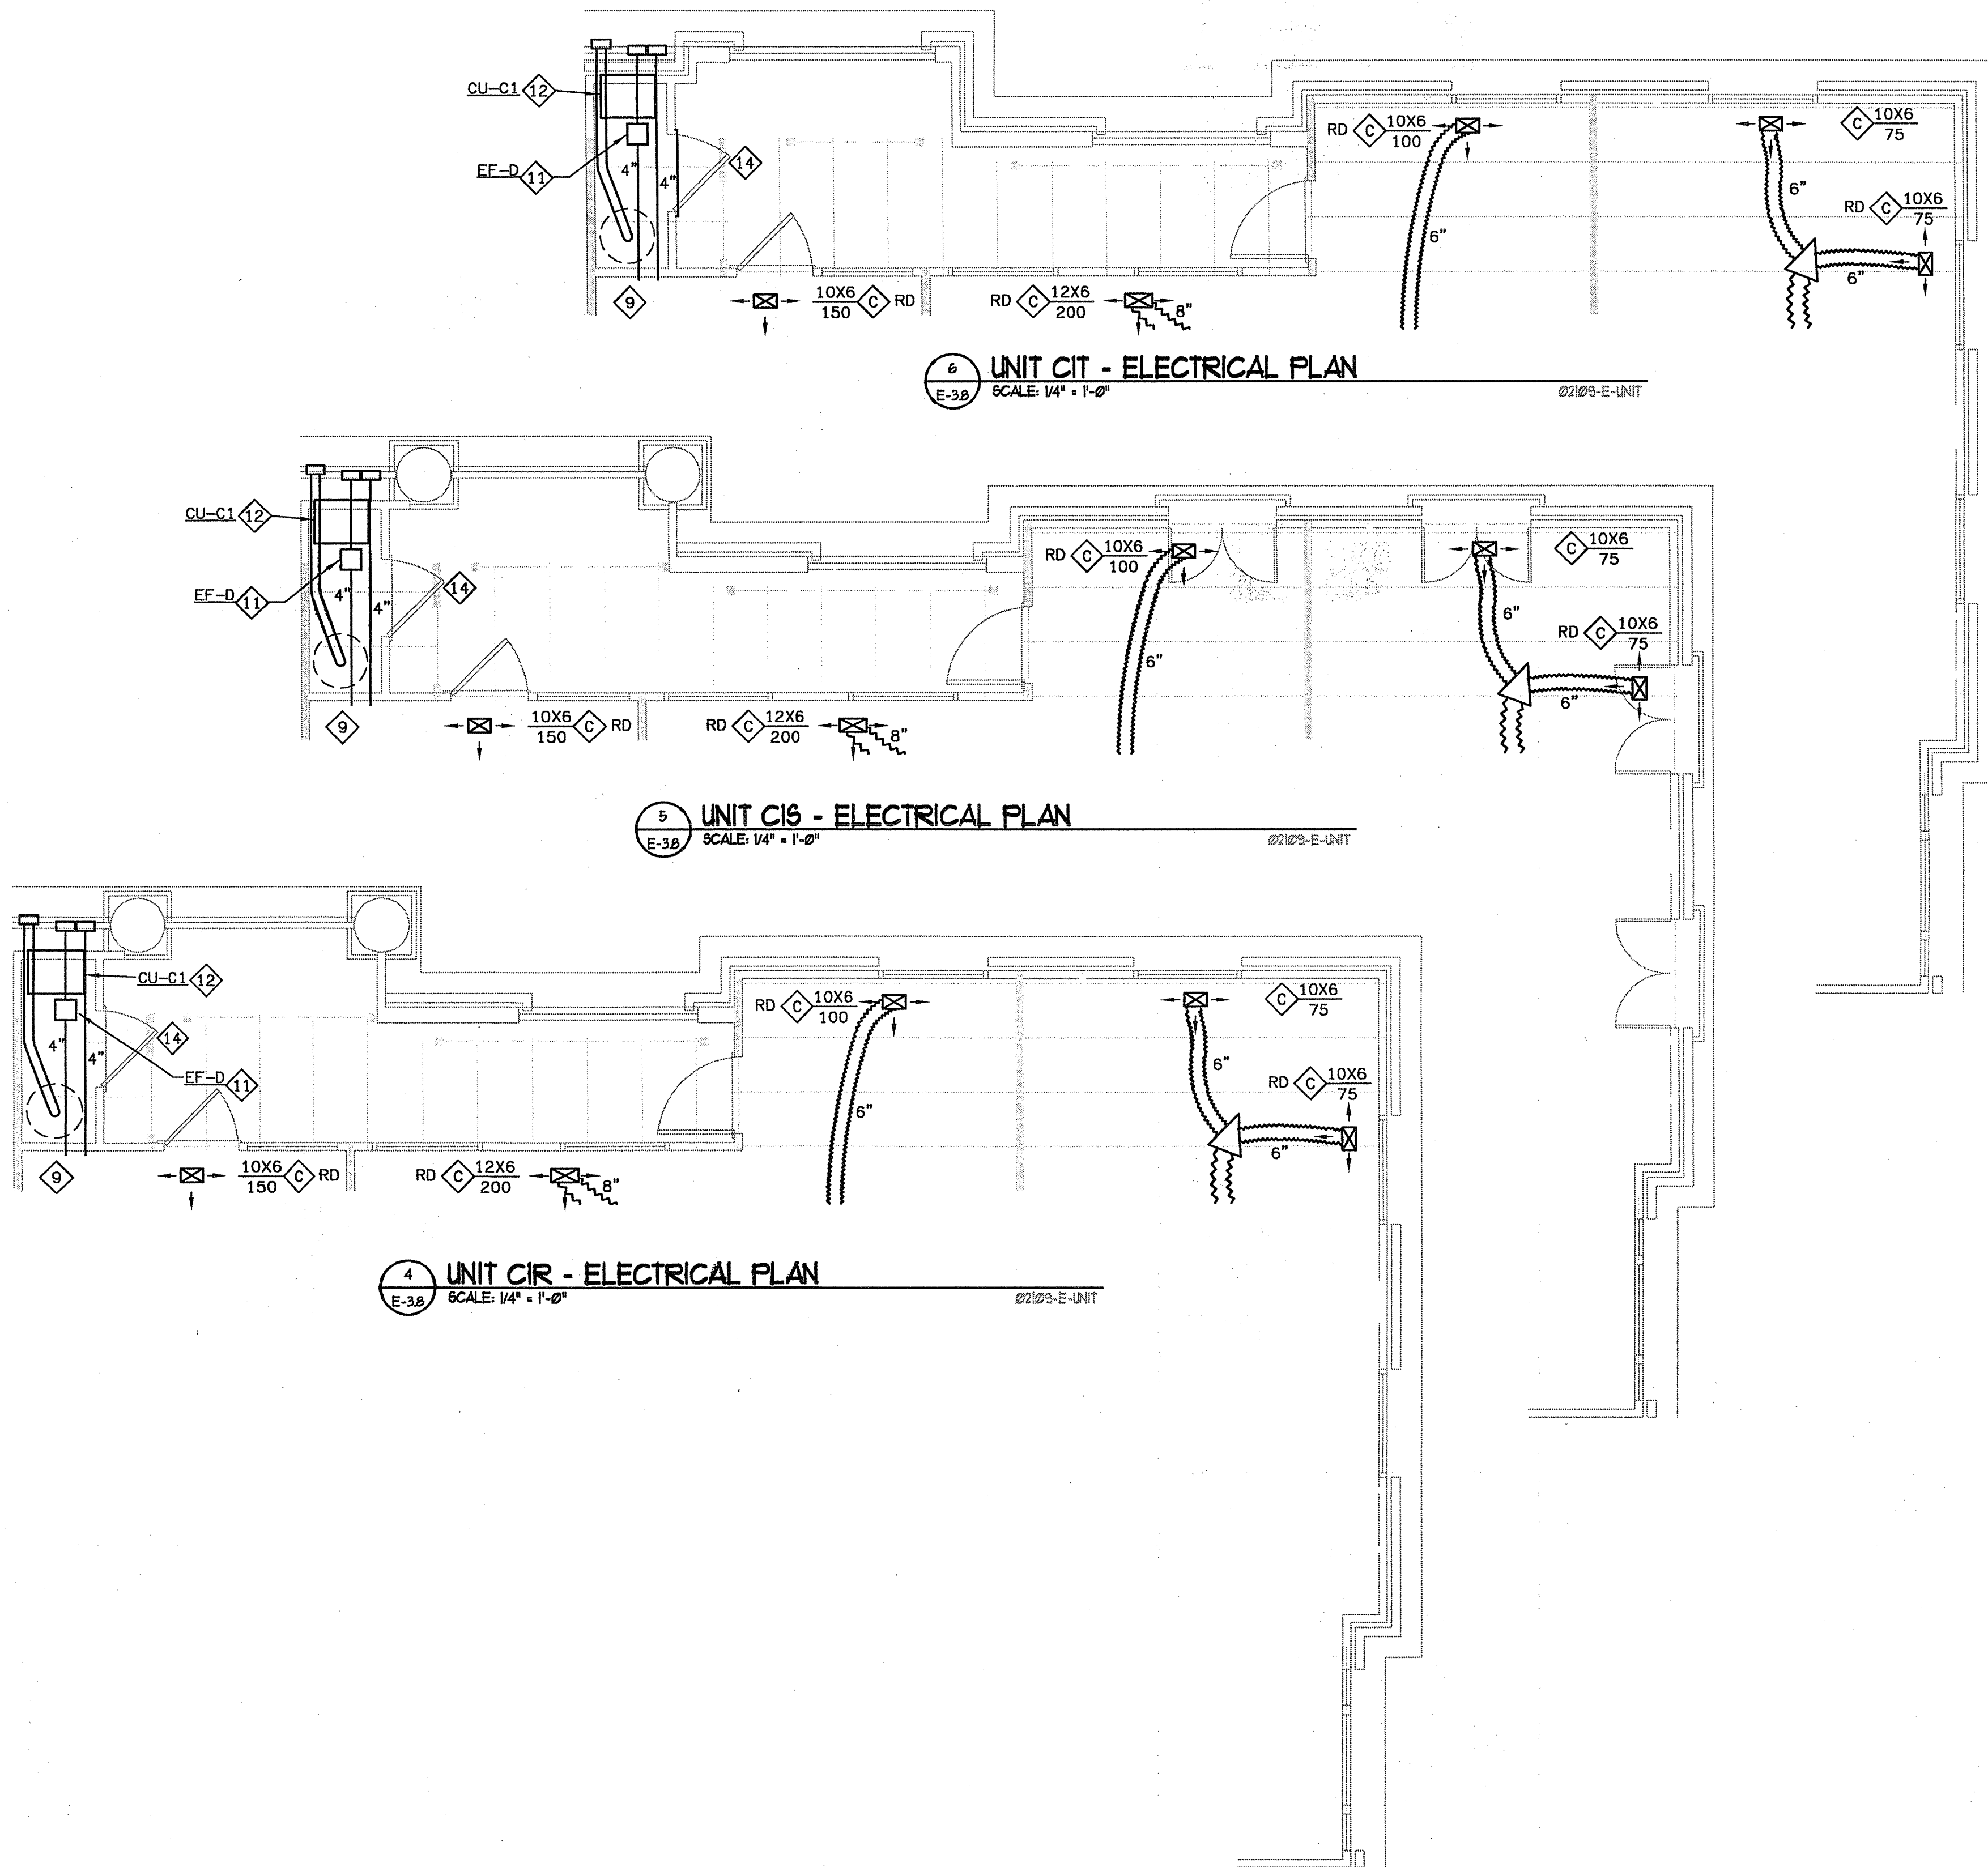 CU-C1 12
EF-D 11
4"
4"
14
9
10X6
150
C RD
RD C
12X6
200
8"
RD C
10X6
100
6"
C
10X6
75
6"
RD C
10X6
75
6"
6
E-3.8
UNIT C1T - ELECTRICAL PLAN
SCALE: 1/4" = 1'-0"
02109-E-UNIT
CU-C1 12
EF-D 11
4"
4"
14
9
10X6
150
C RD
RD C
12X6
200
8"
RD C
10X6
100
6"
C
10X6
75
6"
RD C
10X6
75
6"
5
E-3.8
UNIT C1S - ELECTRICAL PLAN
SCALE: 1/4" = 1'-0"
02109-E-UNIT
CU-C1 12
4"
4"
14
EF-D 11
9
10X6
150
C RD
RD C
12X6
200
8"
RD C
10X6
100
6"
C
10X6
75
6"
RD C
10X6
75
6"
4
E-3.8
UNIT C1R - ELECTRICAL PLAN
SCALE: 1/4" = 1'-0"
02109-E-UNIT